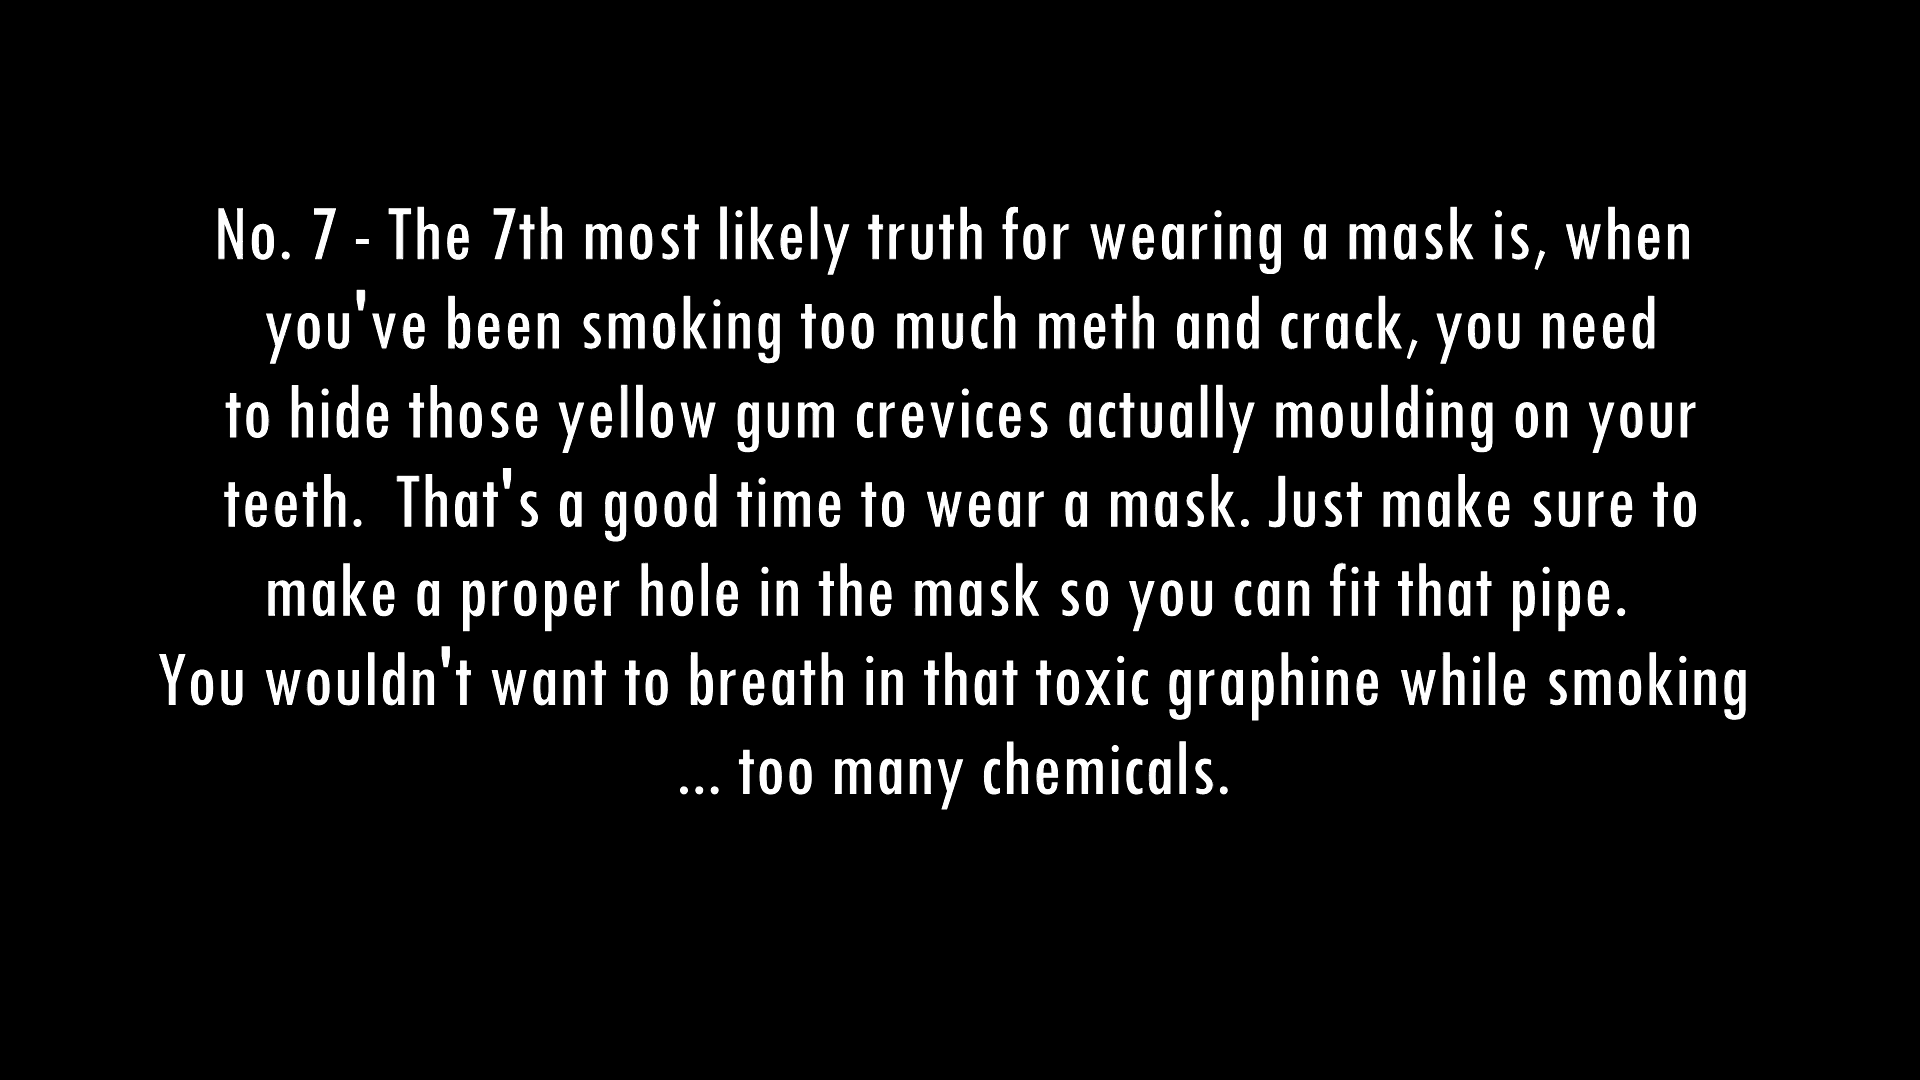 No. 7 - The 7th most likely truth for wearing a mask is, when
you've been smoking too much meth and crack, you need
to hide those yellow gum crevices actually moulding on your
teeth.  That's a good time to wear a mask. Just make sure to
make a proper hole in the mask so you can fit that pipe.
You wouldn't want to breath in that toxic graphine while smoking
... too many chemicals.